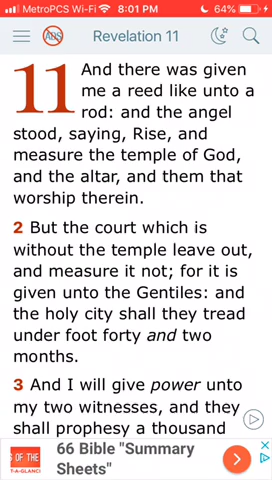 MetroPCS Wi-Fi 8:01 PM 64%
ADS Revelation 11
11 And there was given
me a reed like unto a
rod: and the angel
stood, saying, Rise, and
measure the temple of God,
and the altar, and them that
worship therein.
2 But the court which is
without the temple leave out,
and measure it not; for it is
given unto the Gentiles: and
the holy city shall they tread
under foot forty and two
months.
3 And I will give power unto
my two witnesses, and they
shall prophesy a thousand
S OF THE
T-A-GLANC
66 Bible "Summary
Sheets"